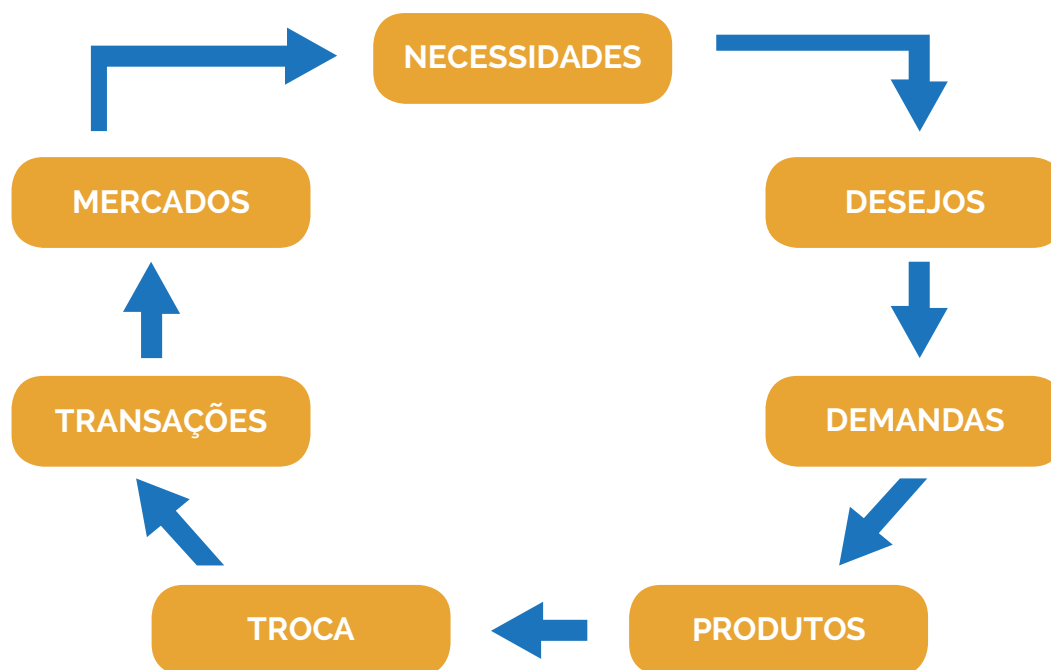 NECESSIDADES
DESEJOS
DEMANDAS
PRODUTOS
TROCA
TRANSAÇÕES
MERCADOS